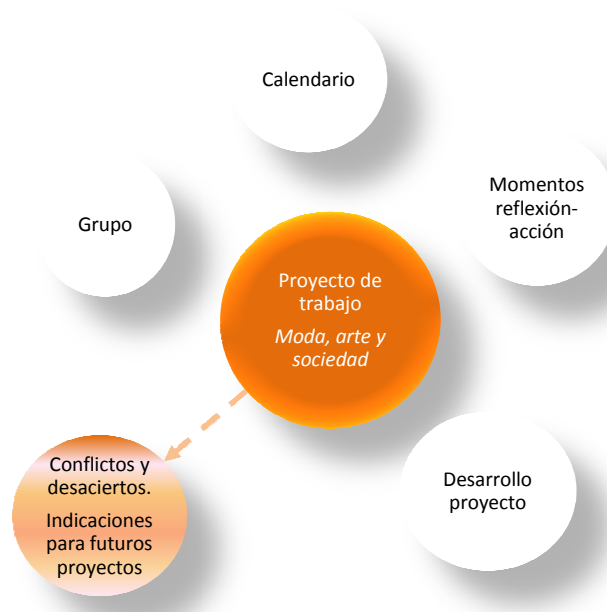 Calendario
Momentos
reflexión-
acción
Grupo
Proyecto de
trabajo
Moda, arte y
sociedad
Conflictos y
desaciertos.
Indicaciones
para futuros
proyectos
Desarrollo
proyecto